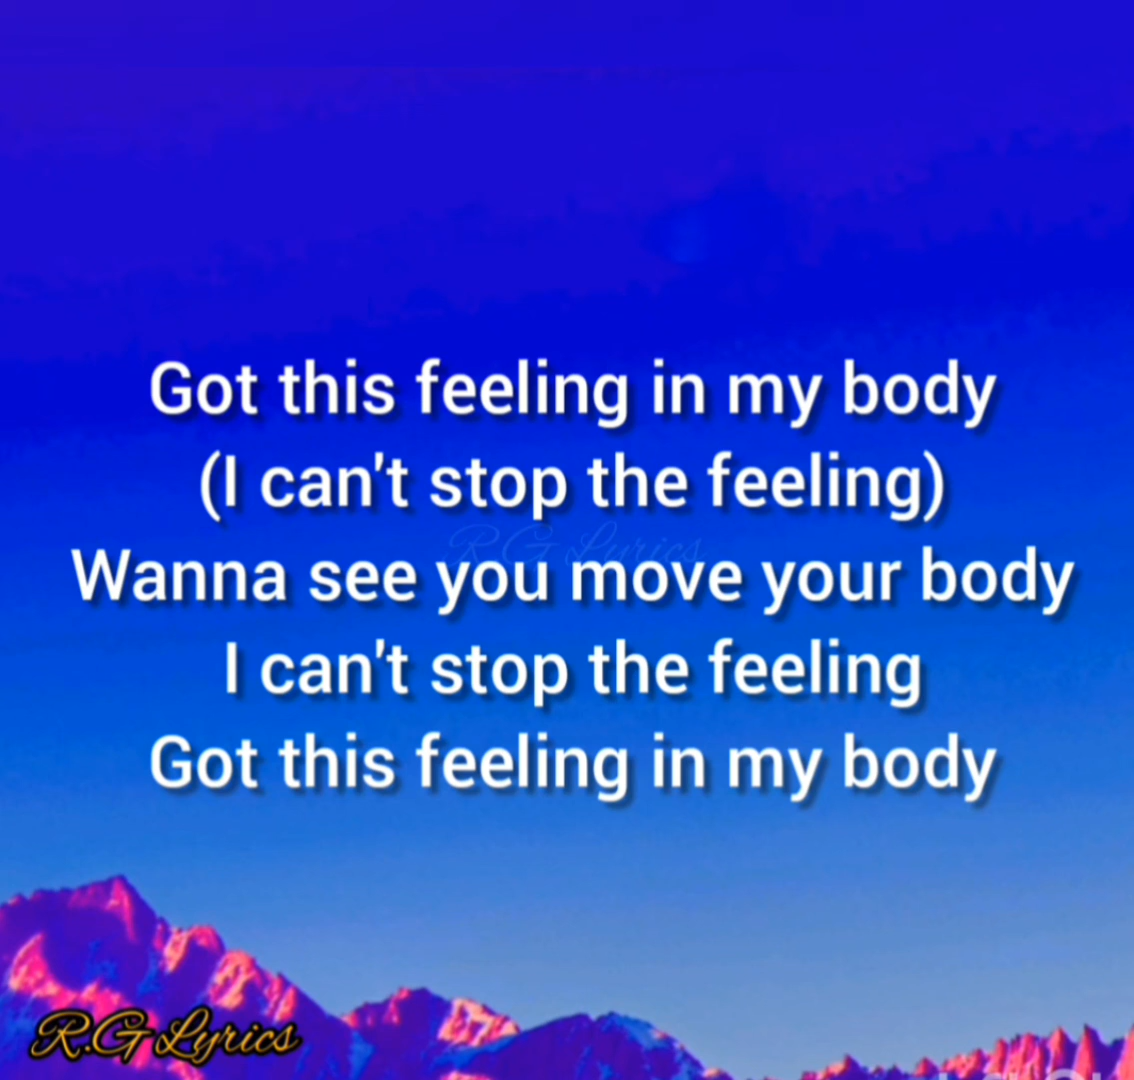 Got this feeling in my body
(I can't stop the feeling)
R.G Lyrics
Wanna see you move your body
I can't stop the feeling
Got this feeling in my body
R.G Lyrics